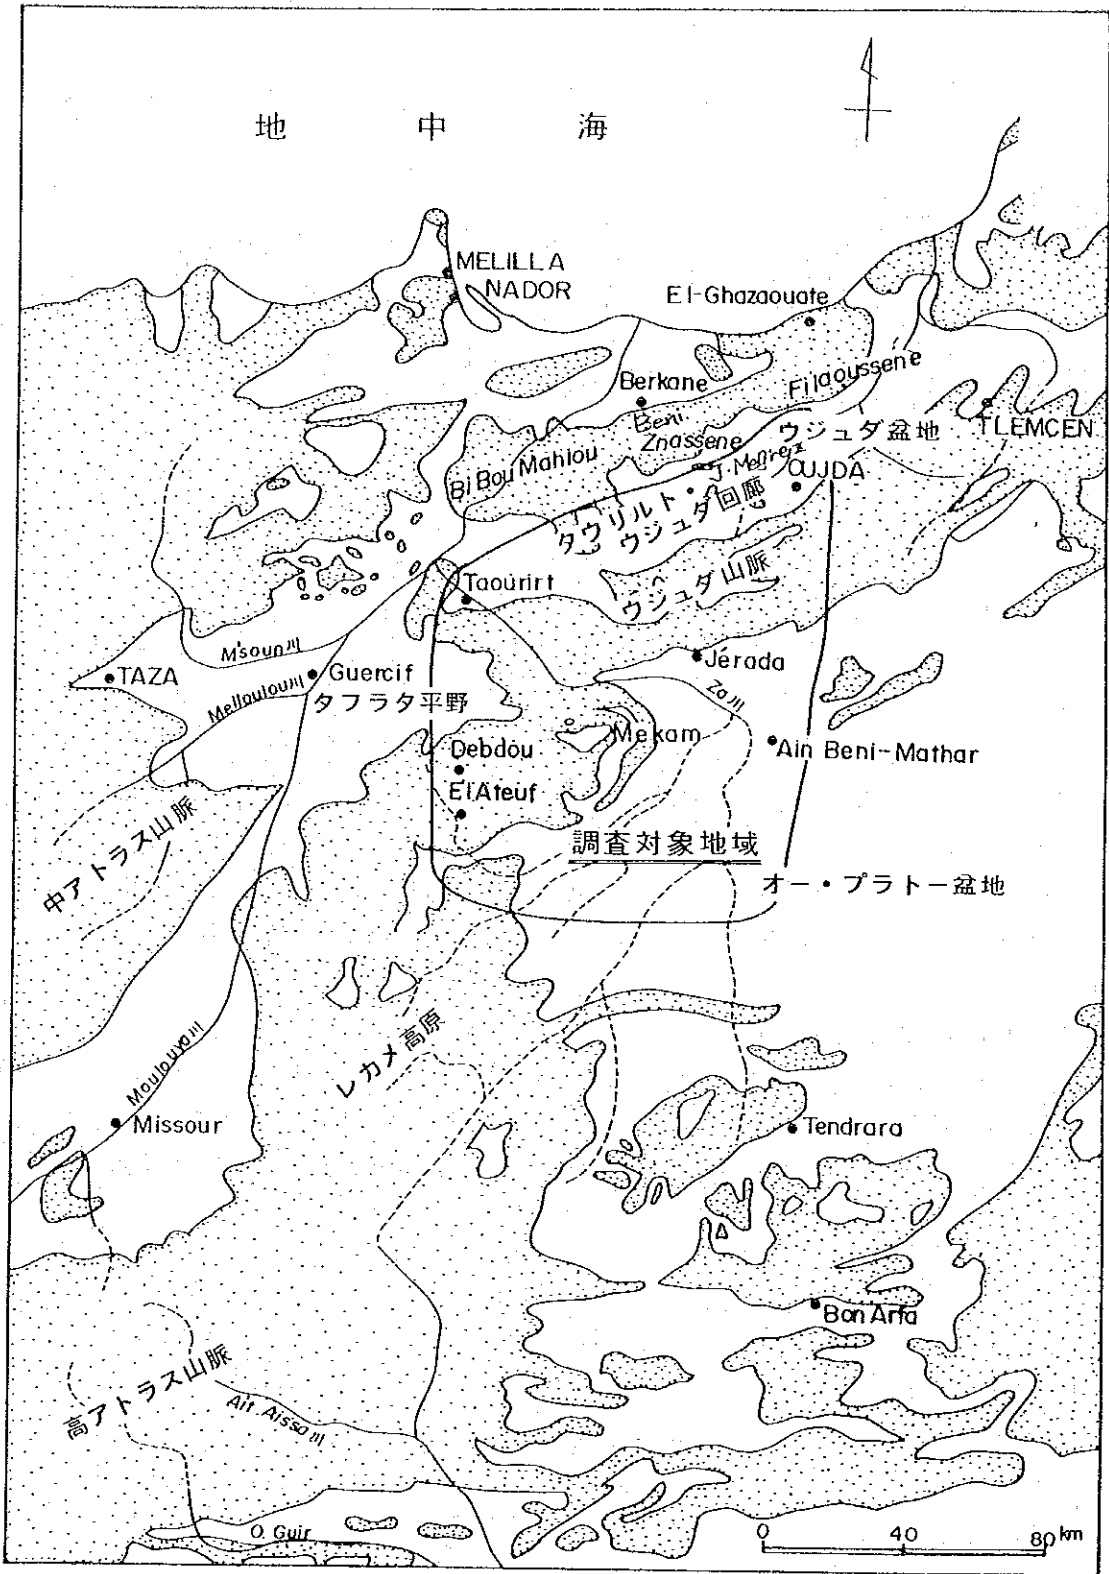 地中海
MELILLA
NADOR
El-Ghazaouate
Berkane
Filaoussene
Beni
Znassene
ウジュダ盆地
TLEMCEN
Bi Bou Mahlou
OUJDA
タウリルト・
ウジュダ回廊
Taourirt
ウジュダ山脈
M'soun川
Jérada
TAZA
Guercif
Melloulou川
Za川
タフラタ平野
Mekam
Debdou
Ain Beni-Mathar
El Ateuf
中アトラス山脈
調査対象地域
オー・プラトー盆地
レカメ高原
Moulouya川
Missour
Tendrara
Bon Arfa
高アトラス山脈
Ait Aissa川
O. Guir
0 40 80 km